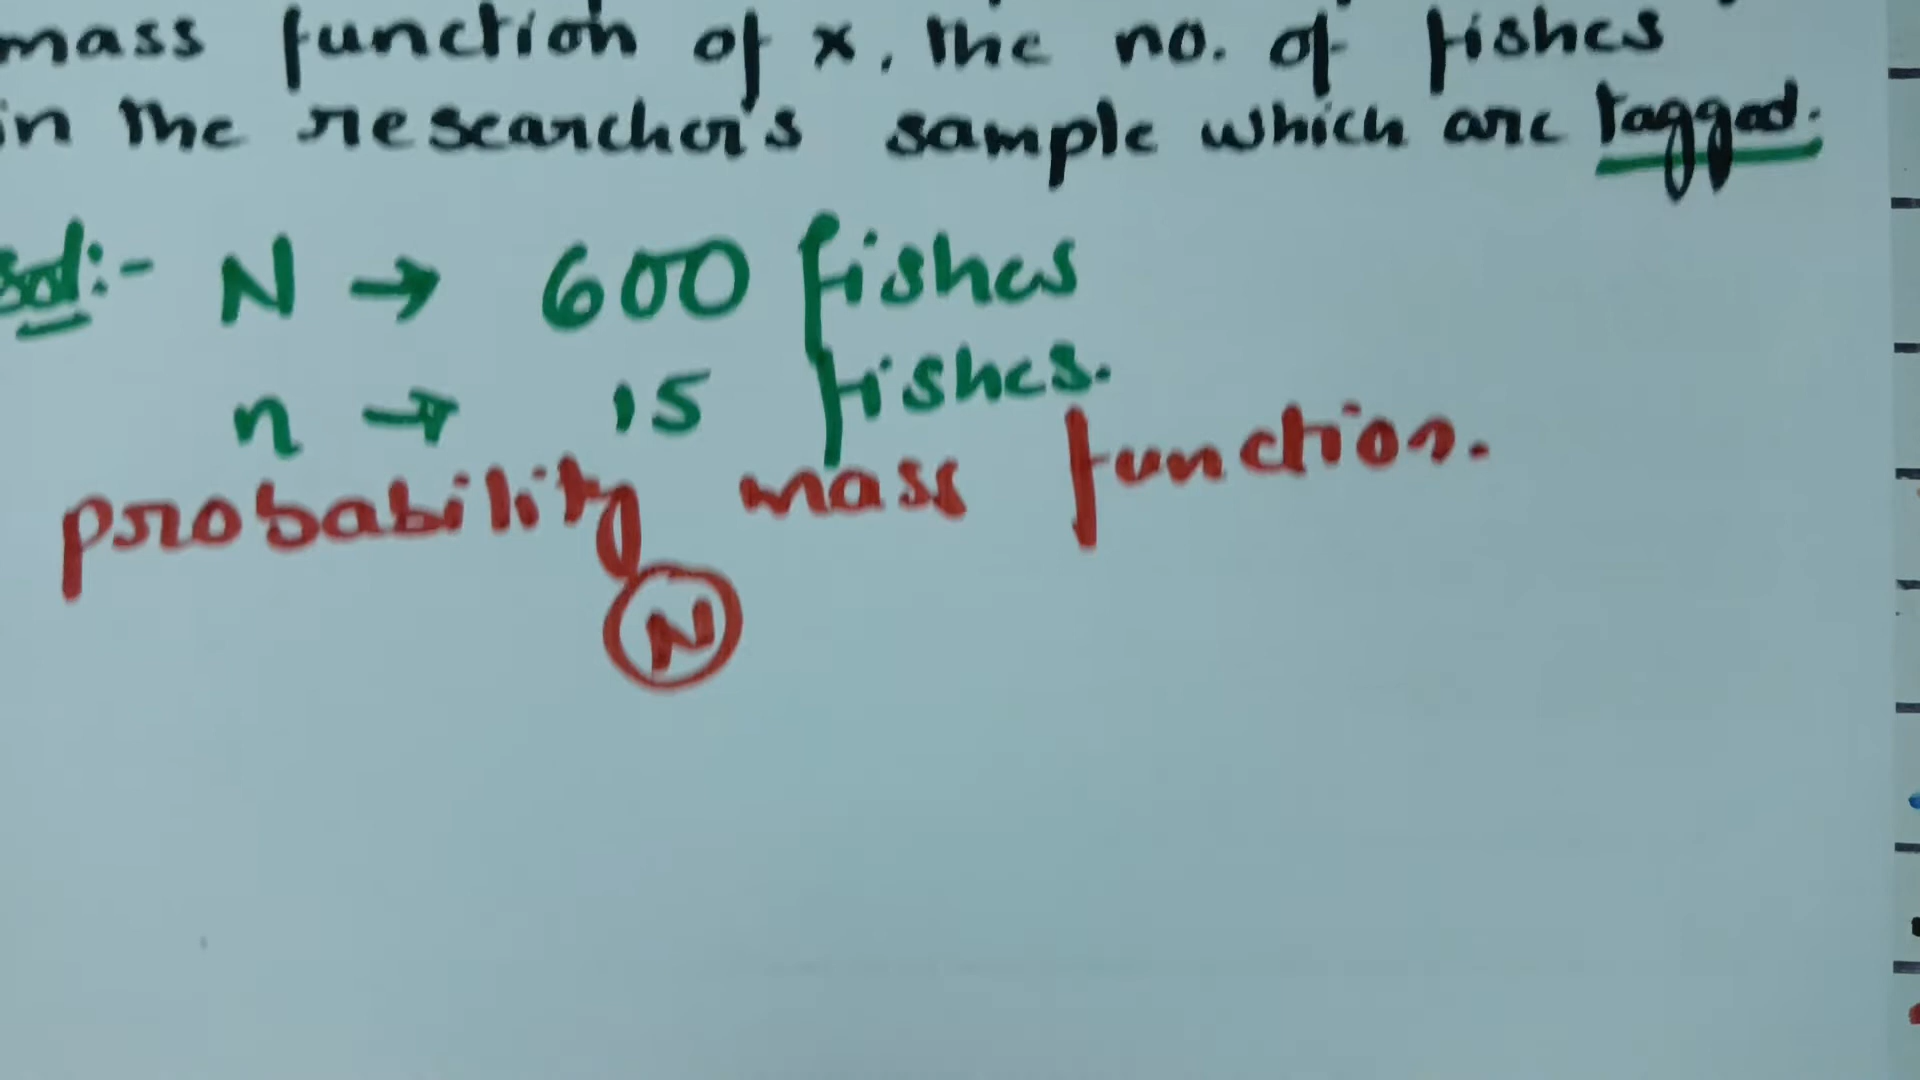 mass function of x, the no. of fishes
in the researcher's sample which are tagged.
Sol:- N → 600 fishes
n → 15 fishes.
probability mass function.
N